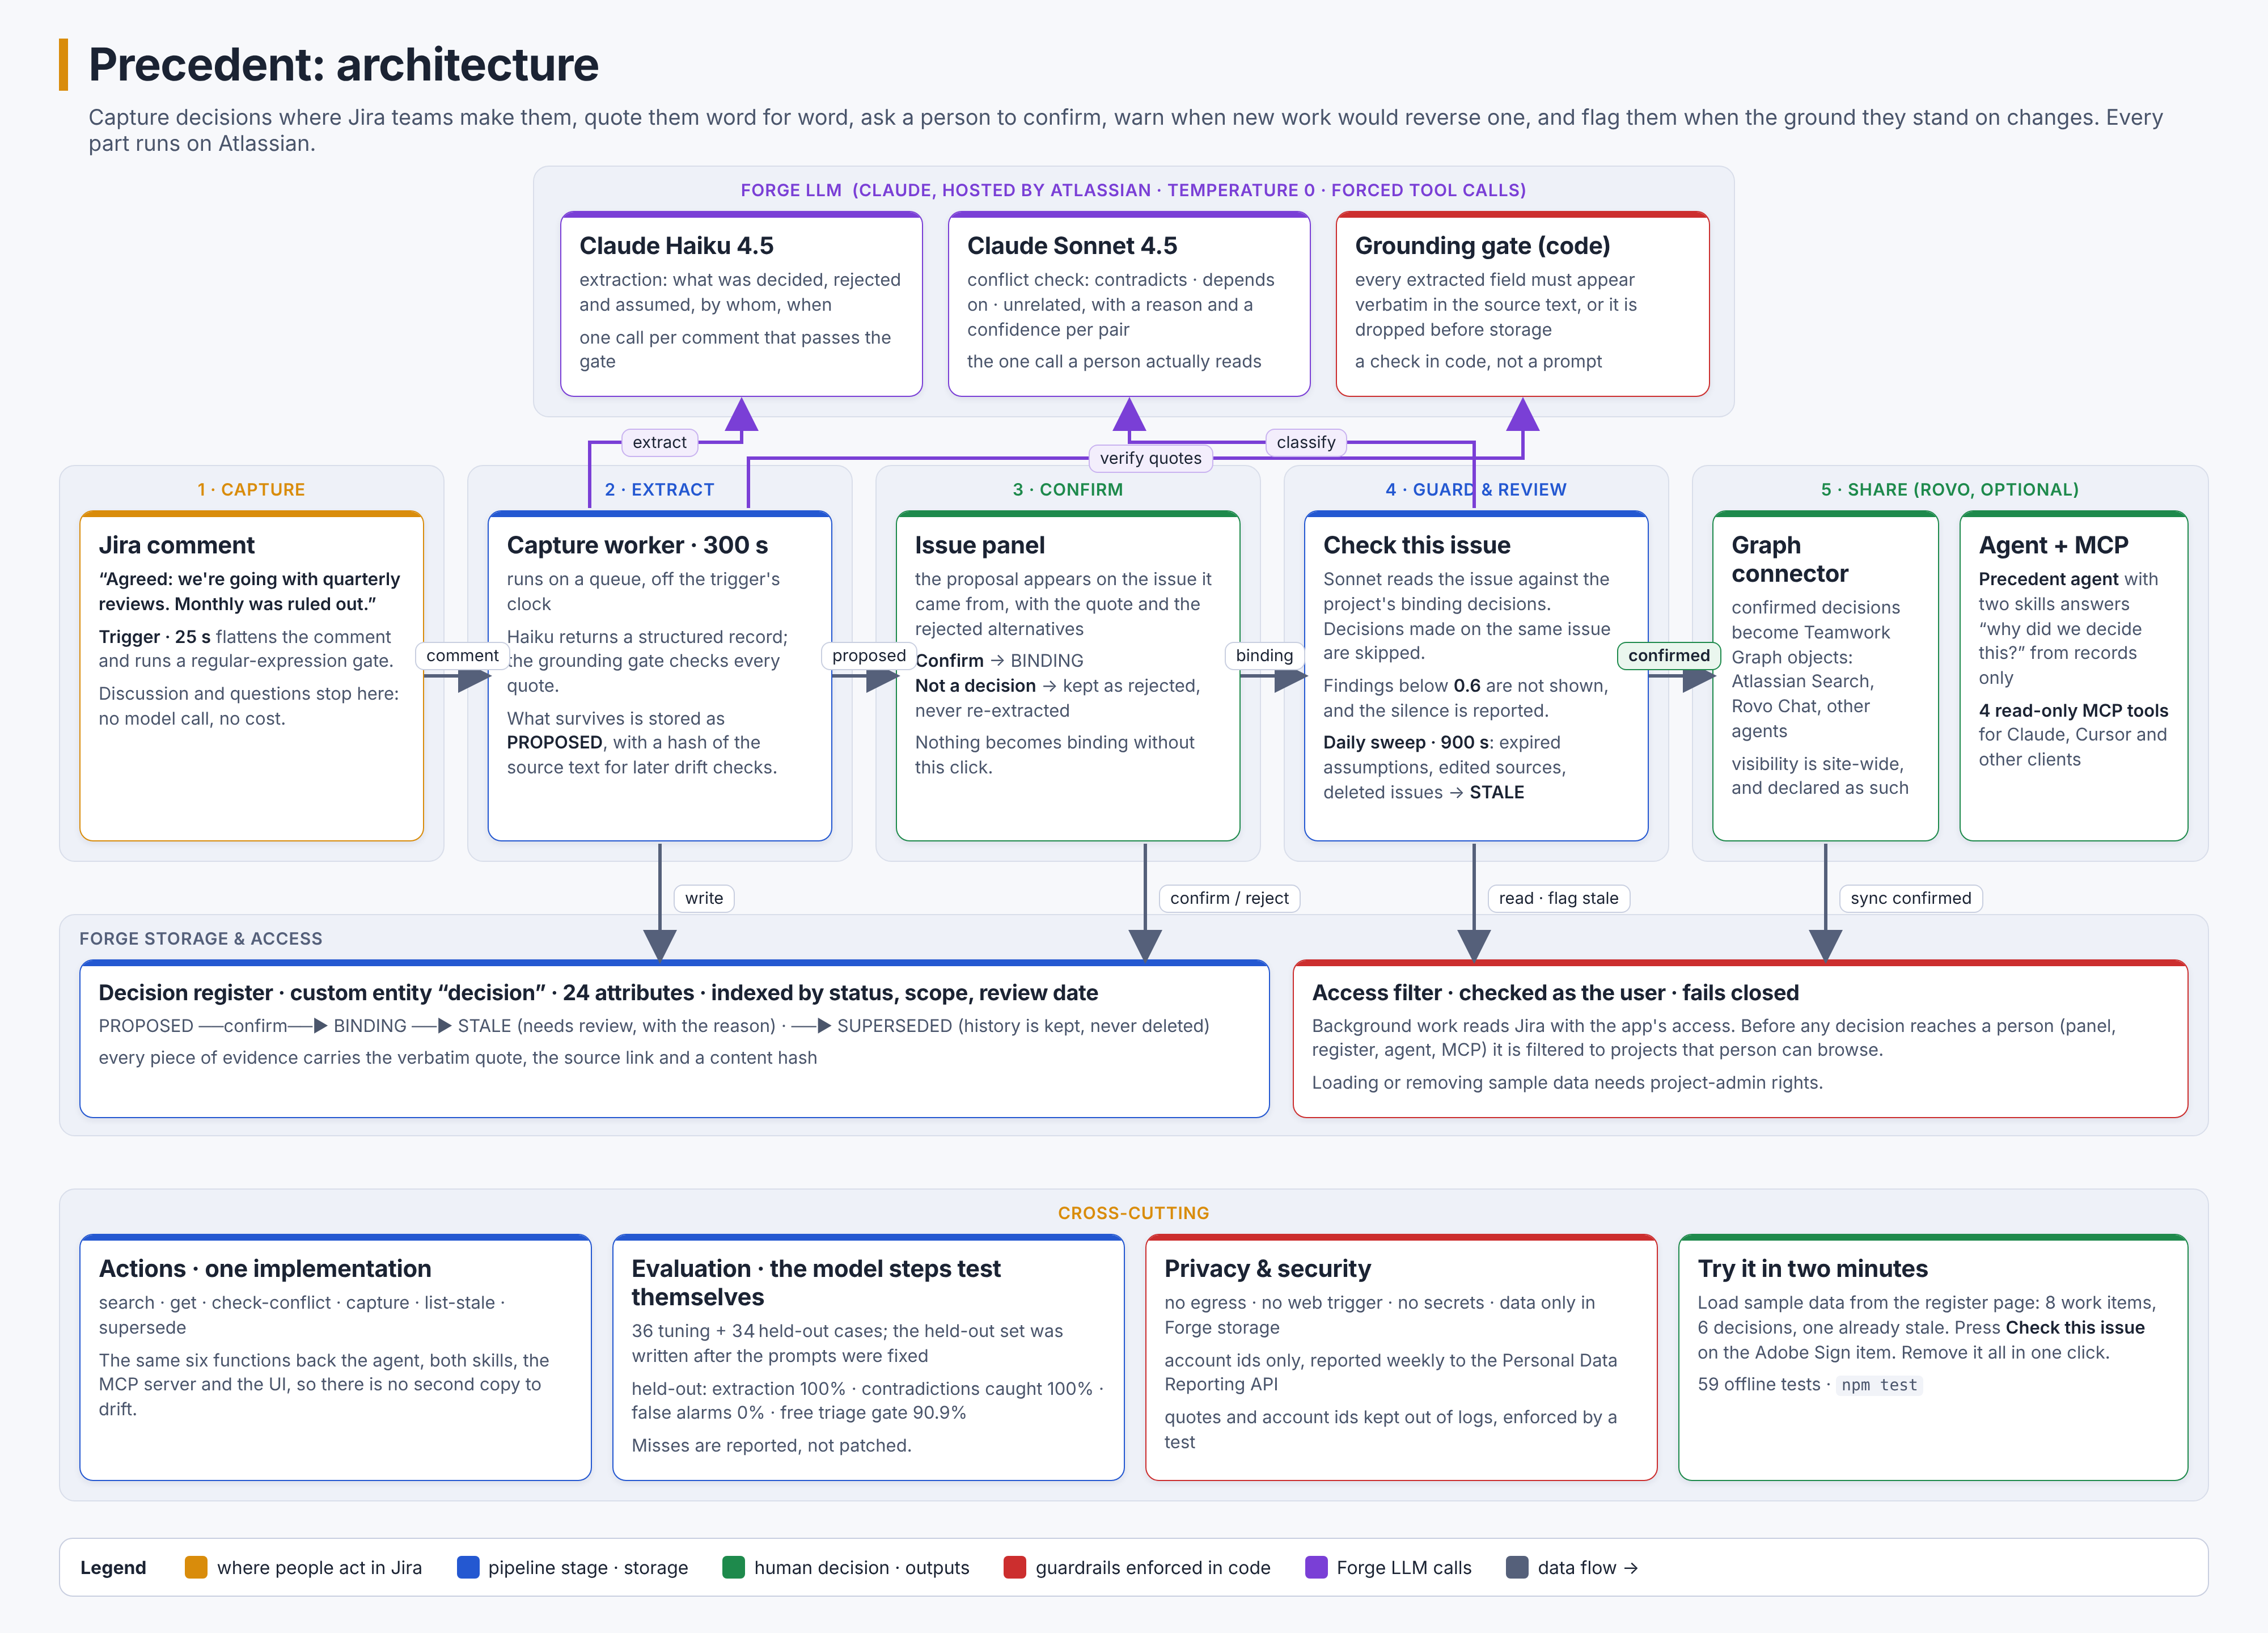 Precedent: architecture
Capture decisions where Jira teams make them, quote them word for word, ask a person to confirm, warn when new work would reverse one, and flag them when the ground they stand on changes. Every
part runs on Atlassian.
FORGE LLM (CLAUDE, HOSTED BY ATLASSIAN · TEMPERATURE 0 · FORCED TOOL CALLS)
Claude Haiku 4.5
extraction: what was decided, rejected
and assumed, by whom, when
one call per comment that passes the
gate
Claude Sonnet 4.5
conflict check: contradicts · depends
on · unrelated, with a reason and a
confidence per pair
the one call a person actually reads
Grounding gate (code)
every extracted field must appear
verbatim in the source text, or it is
dropped before storage
a check in code, not a prompt
extract
classify
verify quotes
1 · CAPTURE
Jira comment
“Agreed: we're going with quarterly
reviews. Monthly was ruled out.”
Trigger · 25 s flattens the comment
and runs a regular-expression gate.
Discussion and questions stop here:
no model call, no cost.
comment
2 · EXTRACT
Capture worker · 300 s
runs on a queue, off the trigger's
clock
Haiku returns a structured record;
the grounding gate checks every
quote.
What survives is stored as
PROPOSED, with a hash of the
source text for later drift checks.
proposed
3 · CONFIRM
Issue panel
the proposal appears on the issue it
came from, with the quote and the
rejected alternatives
Confirm → BINDING
Not a decision → kept as rejected,
never re-extracted
Nothing becomes binding without
this click.
binding
4 · GUARD & REVIEW
Check this issue
Sonnet reads the issue against the
project's binding decisions.
Decisions made on the same issue
are skipped.
Findings below 0.6 are not shown,
and the silence is reported.
Daily sweep · 900 s: expired
assumptions, edited sources,
deleted issues → STALE
confirmed
5 · SHARE (ROVO, OPTIONAL)
Graph
connector
confirmed decisions
become Teamwork
Graph objects:
Atlassian Search,
Rovo Chat, other
agents
visibility is site-wide,
and declared as such
Agent + MCP
Precedent agent with
two skills answers
“why did we decide
this?” from records
only
4 read-only MCP tools
for Claude, Cursor and
other clients
write
confirm / reject
read · flag stale
sync confirmed
FORGE STORAGE & ACCESS
Decision register · custom entity “decision” · 24 attributes · indexed by status, scope, review date
PROPOSED ──confirm──▶ BINDING ──▶ STALE (needs review, with the reason) · ──▶ SUPERSEDED (history is kept, never deleted)
every piece of evidence carries the verbatim quote, the source link and a content hash
Access filter · checked as the user · fails closed
Background work reads Jira with the app's access. Before any decision reaches a person (panel,
register, agent, MCP) it is filtered to projects that person can browse.
Loading or removing sample data needs project-admin rights.
CROSS-CUTTING
Actions · one implementation
search · get · check-conflict · capture · list-stale ·
supersede
The same six functions back the agent, both skills, the
MCP server and the UI, so there is no second copy to
drift.
Evaluation · the model steps test
themselves
36 tuning + 34 held-out cases; the held-out set was
written after the prompts were fixed
held-out: extraction 100% · contradictions caught 100% ·
false alarms 0% · free triage gate 90.9%
Misses are reported, not patched.
Privacy & security
no egress · no web trigger · no secrets · data only in
Forge storage
account ids only, reported weekly to the Personal Data
Reporting API
quotes and account ids kept out of logs, enforced by a
test
Try it in two minutes
Load sample data from the register page: 8 work items,
6 decisions, one already stale. Press Check this issue
on the Adobe Sign item. Remove it all in one click.
59 offline tests · npm test
Legend
where people act in Jira
pipeline stage · storage
human decision · outputs
guardrails enforced in code
Forge LLM calls
data flow →